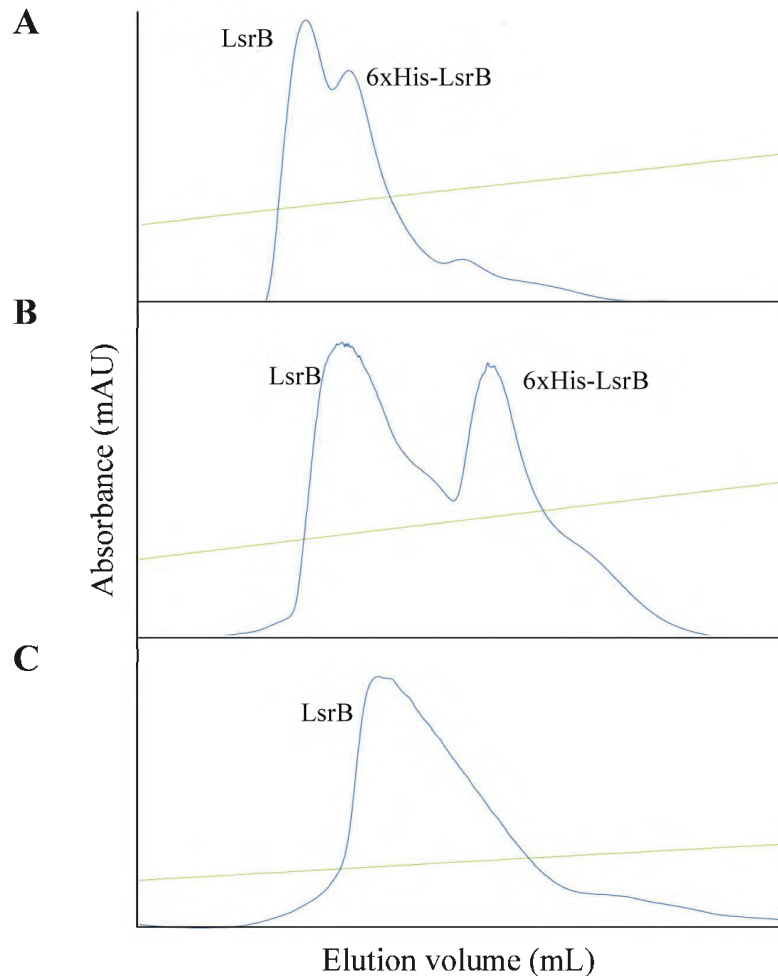 A
LsrB
6xHis-LsrB
B
LsrB
6xHis-LsrB
C
LsrB
Absorbance (mAU)
Elution volume (mL)